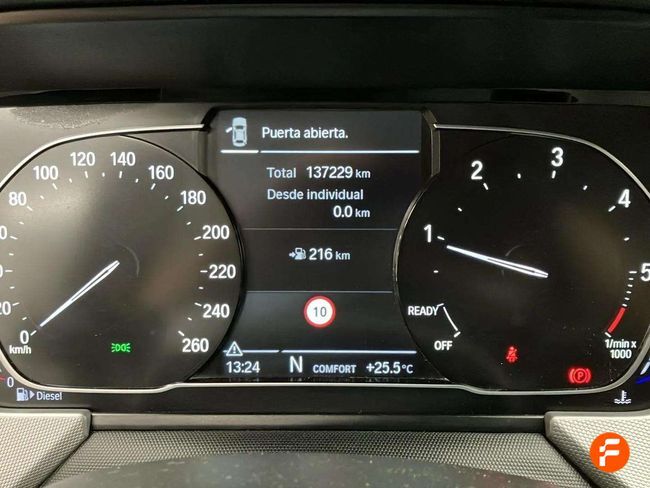 Puerta abierta.
Total 137229 km
Desde individual
0.0 km
216 km
10
13:24 N COMFORT +25.5°C
0 20 80 100 120 140 160 180 200 220 240 260
km/h
1 2 3 4 5
READY
OFF
1/min x
1000
P
0 Diesel